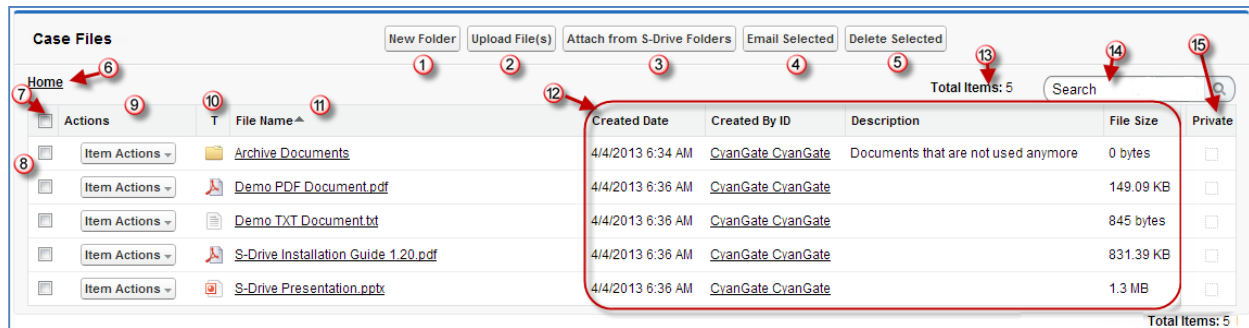 Case Files
New Folder Upload File(s) Attach from S-Drive Folders Email Selected Delete Selected
1 2 3 4 5 13 14 15
6
Home
Total Items: 5 Search
7 9 10 11 12
Actions T File Name Created Date Created By ID Description File Size Private
8
Item Actions Archive Documents 4/4/2013 6:34 AM CyanGate CyanGate Documents that are not used anymore 0 bytes
Item Actions Demo PDF Document.pdf 4/4/2013 6:36 AM CyanGate CyanGate 149.09 KB
Item Actions Demo TXT Document.txt 4/4/2013 6:36 AM CyanGate CyanGate 845 bytes
Item Actions S-Drive Installation Guide 1.20.pdf 4/4/2013 6:36 AM CyanGate CyanGate 831.39 KB
Item Actions S-Drive Presentation.pptx 4/4/2013 6:36 AM CyanGate CyanGate 1.3 MB
Total Items: 5